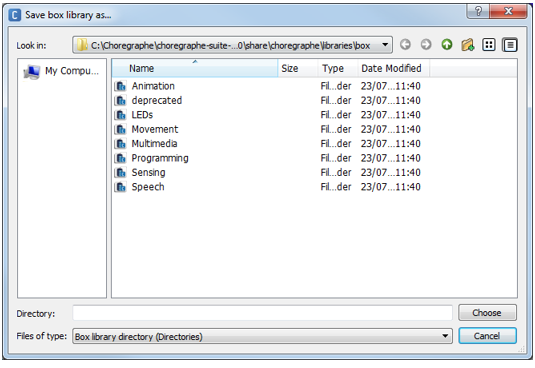 Save box library as...
Look in: C:\Choregraphe\choregraphe-suite-...0\share\choregraphe\libraries\box
My Compu...
Name Size Type Date Modified
Animation Fil...der 23/07...11:40
deprecated Fil...der 23/07...11:40
LEDs Fil...der 23/07...11:40
Movement Fil...der 23/07...11:40
Multimedia Fil...der 23/07...11:40
Programming Fil...der 23/07...11:40
Sensing Fil...der 23/07...11:40
Speech Fil...der 23/07...11:40
Directory: Choose
Files of type: Box library directory (Directories) Cancel